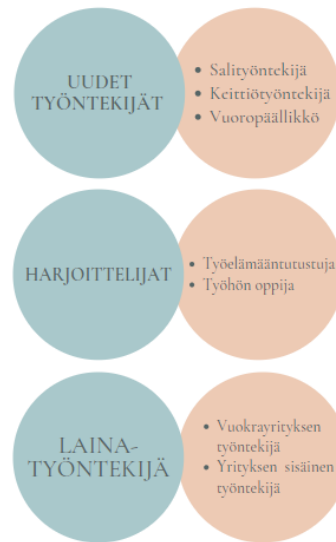 UUDET
TYÖNTEKIJÄT
• Salityöntekijä
• Keittiötyöntekijä
• Vuoropäällikkö
HARJOITTELIJAT
• Työelämääntutustuja
• Työhön oppija
LAINA-
TYÖNTEKIJÄ
• Vuokrayrityksen
työntekijä
• Yrityksen sisäinen
työntekijä